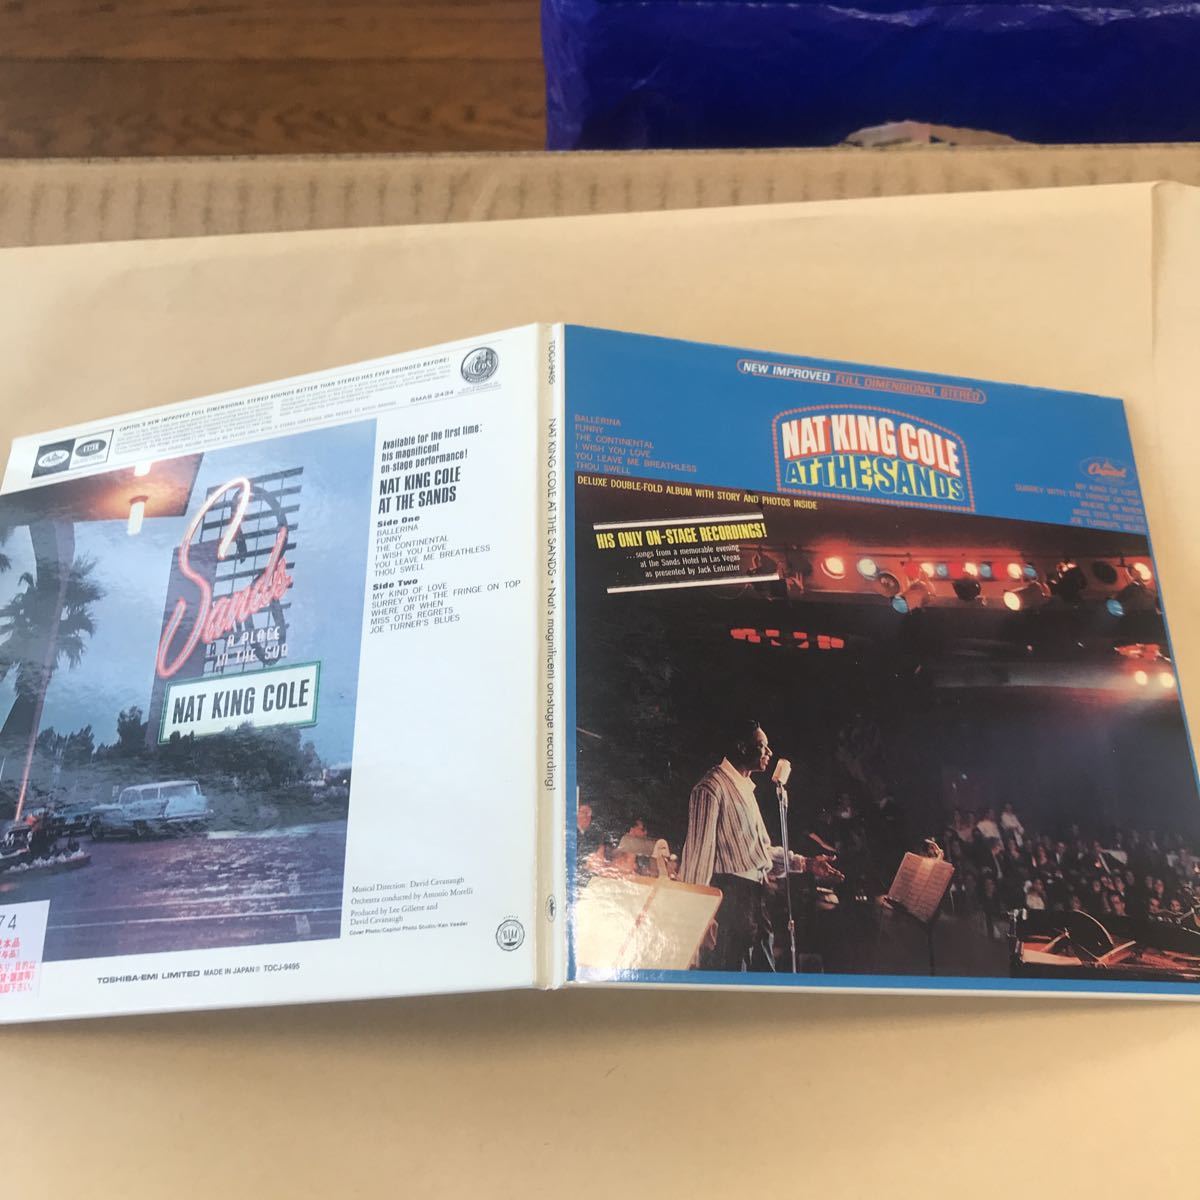 CAPITOL'S NEW IMPROVED FULL DIMENSIONAL STEREO SOUNDS BETTER THAN STEREO HAS EVER SOUNDED BEFORE!
SMAS 2434
Capitol
EMI
Available for the first time:
his magnificent
on-stage performance!
NAT KING COLE
AT THE SANDS
Side One
BALLERINA
FUNNY
THE CONTINENTAL
I WISH YOU LOVE
YOU LEAVE ME BREATHLESS
THOU SWELL
Side Two
MY KIND OF LOVE
SURREY WITH THE FRINGE ON TOP
WHERE OR WHEN
MISS OTIS REGRETS
JOE TURNER'S BLUES
Sands
A PLACE
IN THE SUN
NAT KING COLE
Musical Direction: David Cavanaugh
Orchestra conducted by Antonio Morelli
Produced by Lee Gillette and
David Cavanaugh
Cover Photo/Capitol Photo Studio/Ken Veeder
RIAA
74
見本品
TOSHIBA-EMI LIMITED MADE IN JAPAN Ⓟ TOCJ-9495
TOCJ-9495
NAT KING COLE AT THE SANDS • Nat's magnificent on-stage recording!
NEW IMPROVED FULL DIMENSIONAL STEREO
BALLERINA
FUNNY
THE CONTINENTAL
I WISH YOU LOVE
YOU LEAVE ME BREATHLESS
THOU SWELL
NAT KING COLE
AT THE SANDS
Capitol
MY KIND OF LOVE
SURREY WITH THE FRINGE ON TOP
WHERE OR WHEN
MISS OTIS REGRETS
JOE TURNER'S BLUES
DELUXE DOUBLE-FOLD ALBUM WITH STORY AND PHOTOS INSIDE
HIS ONLY ON-STAGE RECORDINGS!
...songs from a memorable evening
at the Sands Hotel in Las Vegas
as presented by Jack Entratter